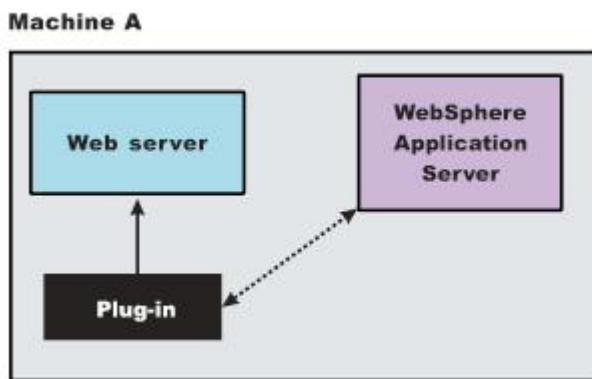 Machine A
Web server
WebSphere
Application
Server
Plug-in